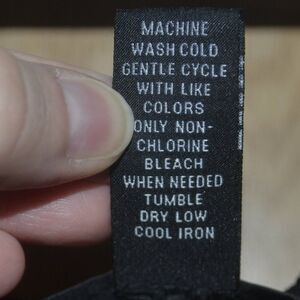 MACHINE
WASH COLD
GENTLE CYCLE
WITH LIKE
COLORS
ONLY NON-
CHLORINE
BLEACH
WHEN NEEDED
TUMBLE
DRY LOW
COOL IRON